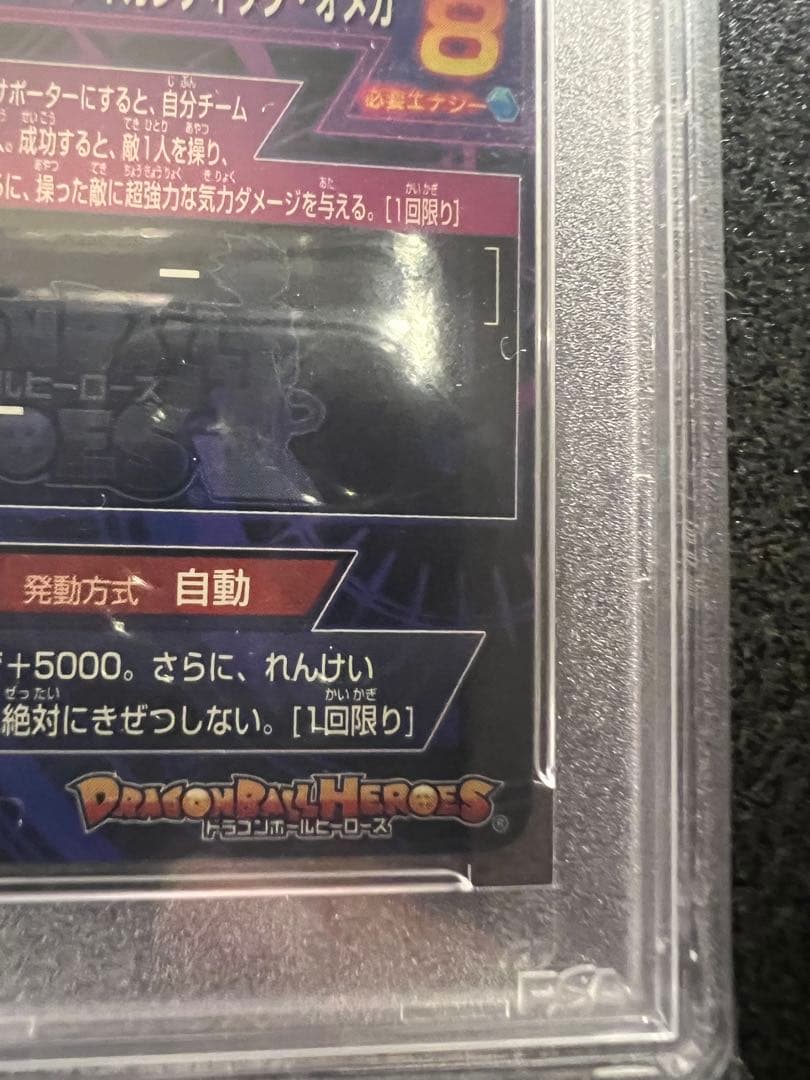 ・オメガ
8
必要エナジー
サポーターにすると、自分チーム
。成功すると、敵1人を操り、
に、操った敵に超強力な気力ダメージを与える。[1回限り]
ルヒーローズ
発動方式 自動
+5000。さらに、れんけい
絶対にきぜつしない。[1回限り]
DRAGONBALL HEROES
ドラゴンボールヒーローズ
®
PSA